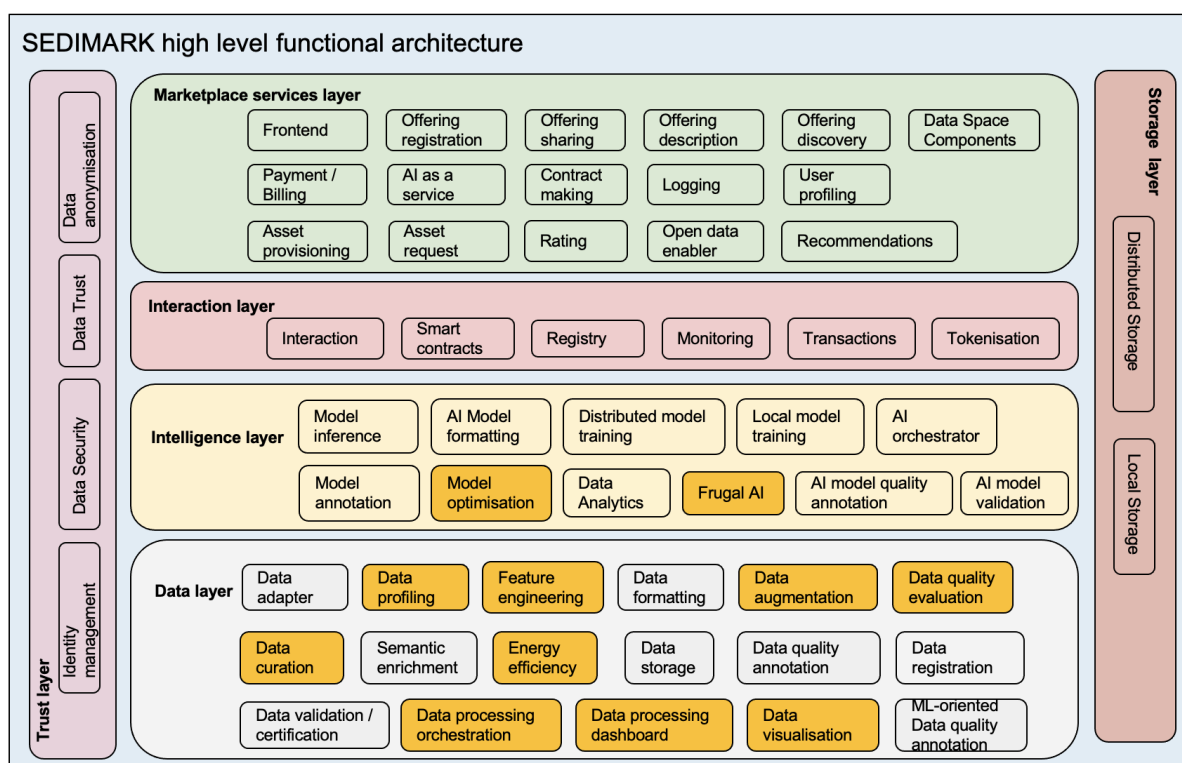 SEDIMARK high level functional architecture
Trust layer
Data
anonymisation
Data Trust
Data Security
Identity
management
Marketplace services layer
Frontend
Offering
registration
Offering
sharing
Offering
description
Offering
discovery
Data Space
Components
Payment /
Billing
AI as a
service
Contract
making
Logging
User
profiling
Asset
provisioning
Asset
request
Rating
Open data
enabler
Recommendations
Interaction layer
Interaction
Smart
contracts
Registry
Monitoring
Transactions
Tokenisation
Intelligence layer
Model
inference
AI Model
formatting
Distributed model
training
Local model
training
AI
orchestrator
Model
annotation
Model
optimisation
Data
Analytics
Frugal AI
AI model quality
annotation
AI model
validation
Data layer
Data
adapter
Data
profiling
Feature
engineering
Data
formatting
Data
augmentation
Data quality
evaluation
Data
curation
Semantic
enrichment
Energy
efficiency
Data
storage
Data quality
annotation
Data
registration
Data validation /
certification
Data processing
orchestration
Data processing
dashboard
Data
visualisation
ML-oriented
Data quality
annotation
Storage layer
Distributed Storage
Local Storage